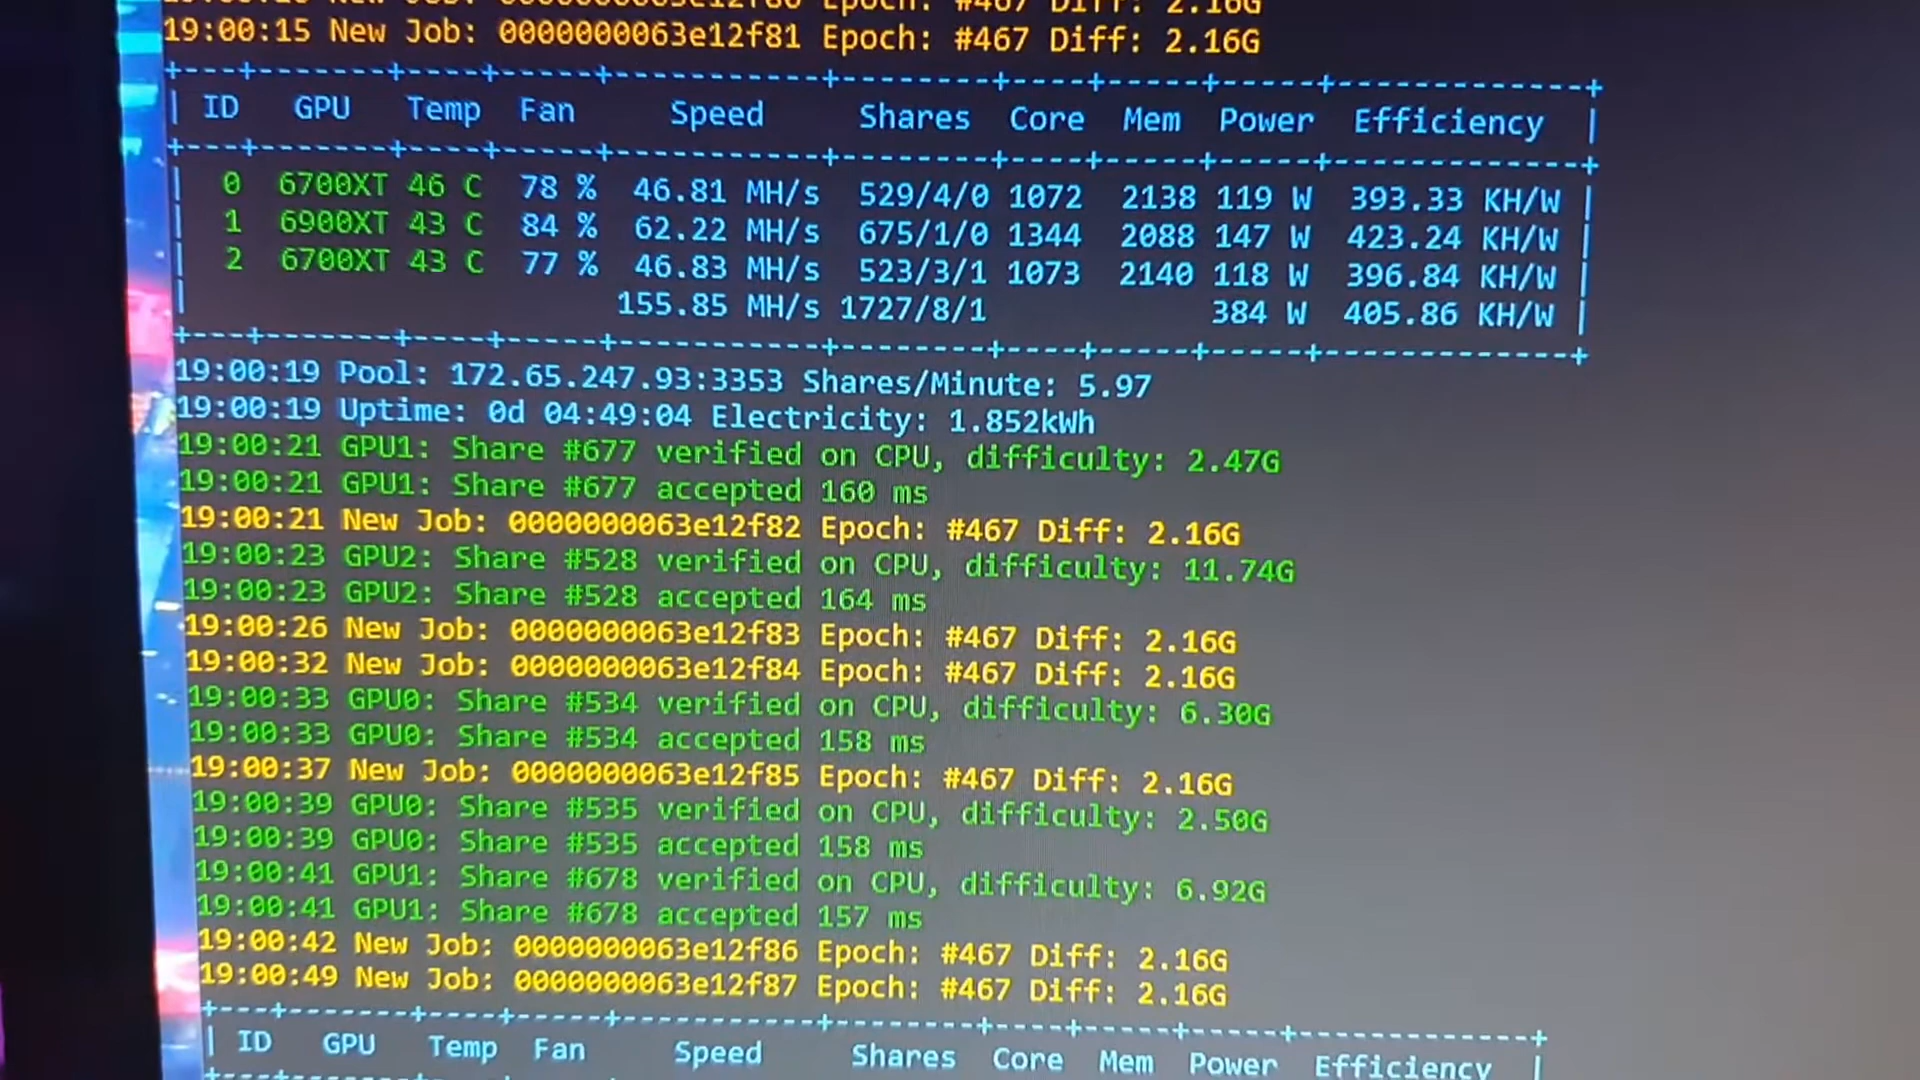 New Job: 0000000063e12f80 Epoch: #467 Diff: 2.16G
19:00:15 New Job: 0000000063e12f81 Epoch: #467 Diff: 2.16G
| ID GPU Temp Fan Speed Shares Core Mem Power Efficiency |
| 0 6700XT 46 C 78 % 46.81 MH/s 529/4/0 1072 2138 119 W 393.33 KH/W |
| 1 6900XT 43 C 84 % 62.22 MH/s 675/1/0 1344 2088 147 W 423.24 KH/W |
| 2 6700XT 43 C 77 % 46.83 MH/s 523/3/1 1073 2140 118 W 396.84 KH/W |
| 155.85 MH/s 1727/8/1 384 W 405.86 KH/W |
19:00:19 Pool: 172.65.247.93:3353 Shares/Minute: 5.97
19:00:19 Uptime: 0d 04:49:04 Electricity: 1.852kWh
19:00:21 GPU1: Share #677 verified on CPU, difficulty: 2.47G
19:00:21 GPU1: Share #677 accepted 160 ms
19:00:21 New Job: 0000000063e12f82 Epoch: #467 Diff: 2.16G
19:00:23 GPU2: Share #528 verified on CPU, difficulty: 11.74G
19:00:23 GPU2: Share #528 accepted 164 ms
19:00:26 New Job: 0000000063e12f83 Epoch: #467 Diff: 2.16G
19:00:32 New Job: 0000000063e12f84 Epoch: #467 Diff: 2.16G
19:00:33 GPU0: Share #534 verified on CPU, difficulty: 6.30G
19:00:33 GPU0: Share #534 accepted 158 ms
19:00:37 New Job: 0000000063e12f85 Epoch: #467 Diff: 2.16G
19:00:39 GPU0: Share #535 verified on CPU, difficulty: 2.50G
19:00:39 GPU0: Share #535 accepted 158 ms
19:00:41 GPU1: Share #678 verified on CPU, difficulty: 6.92G
19:00:41 GPU1: Share #678 accepted 157 ms
19:00:42 New Job: 0000000063e12f86 Epoch: #467 Diff: 2.16G
19:00:49 New Job: 0000000063e12f87 Epoch: #467 Diff: 2.16G
| ID GPU Temp Fan Speed Shares Core Mem Power Efficiency |